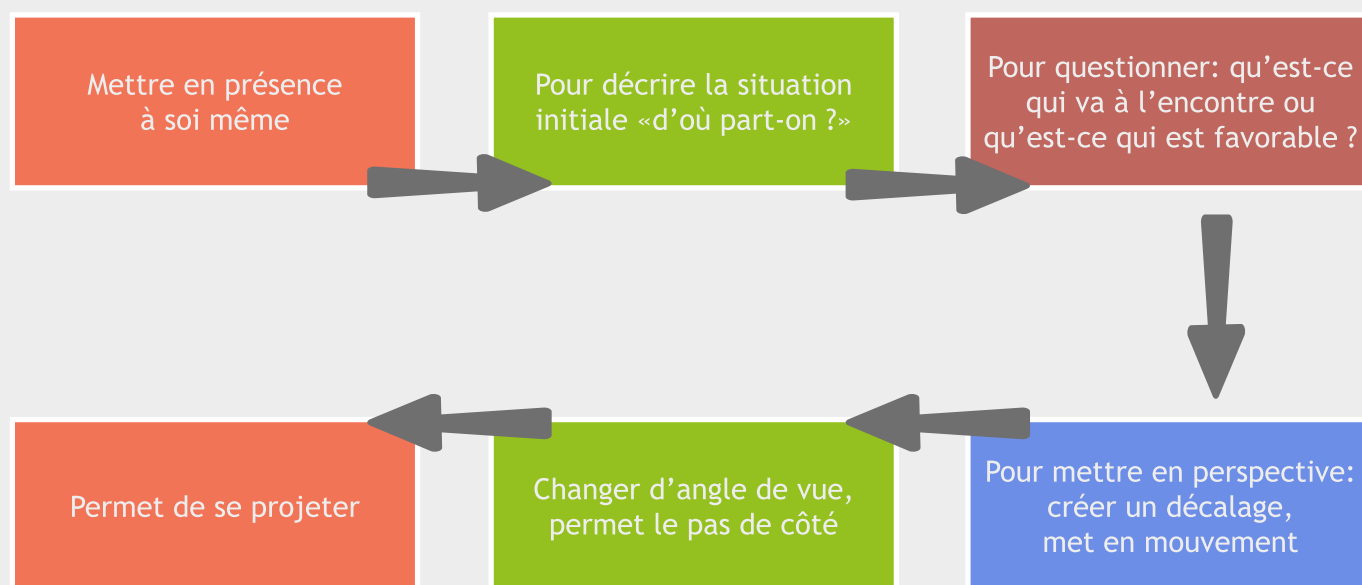 Mettre en présence
à soi même
Pour décrire la situation
initiale «d’où part-on ?»
Pour questionner: qu’est-ce
qui va à l’encontre ou
qu’est-ce qui est favorable ?
Pour mettre en perspective:
créer un décalage,
met en mouvement
Changer d’angle de vue,
permet le pas de côté
Permet de se projeter